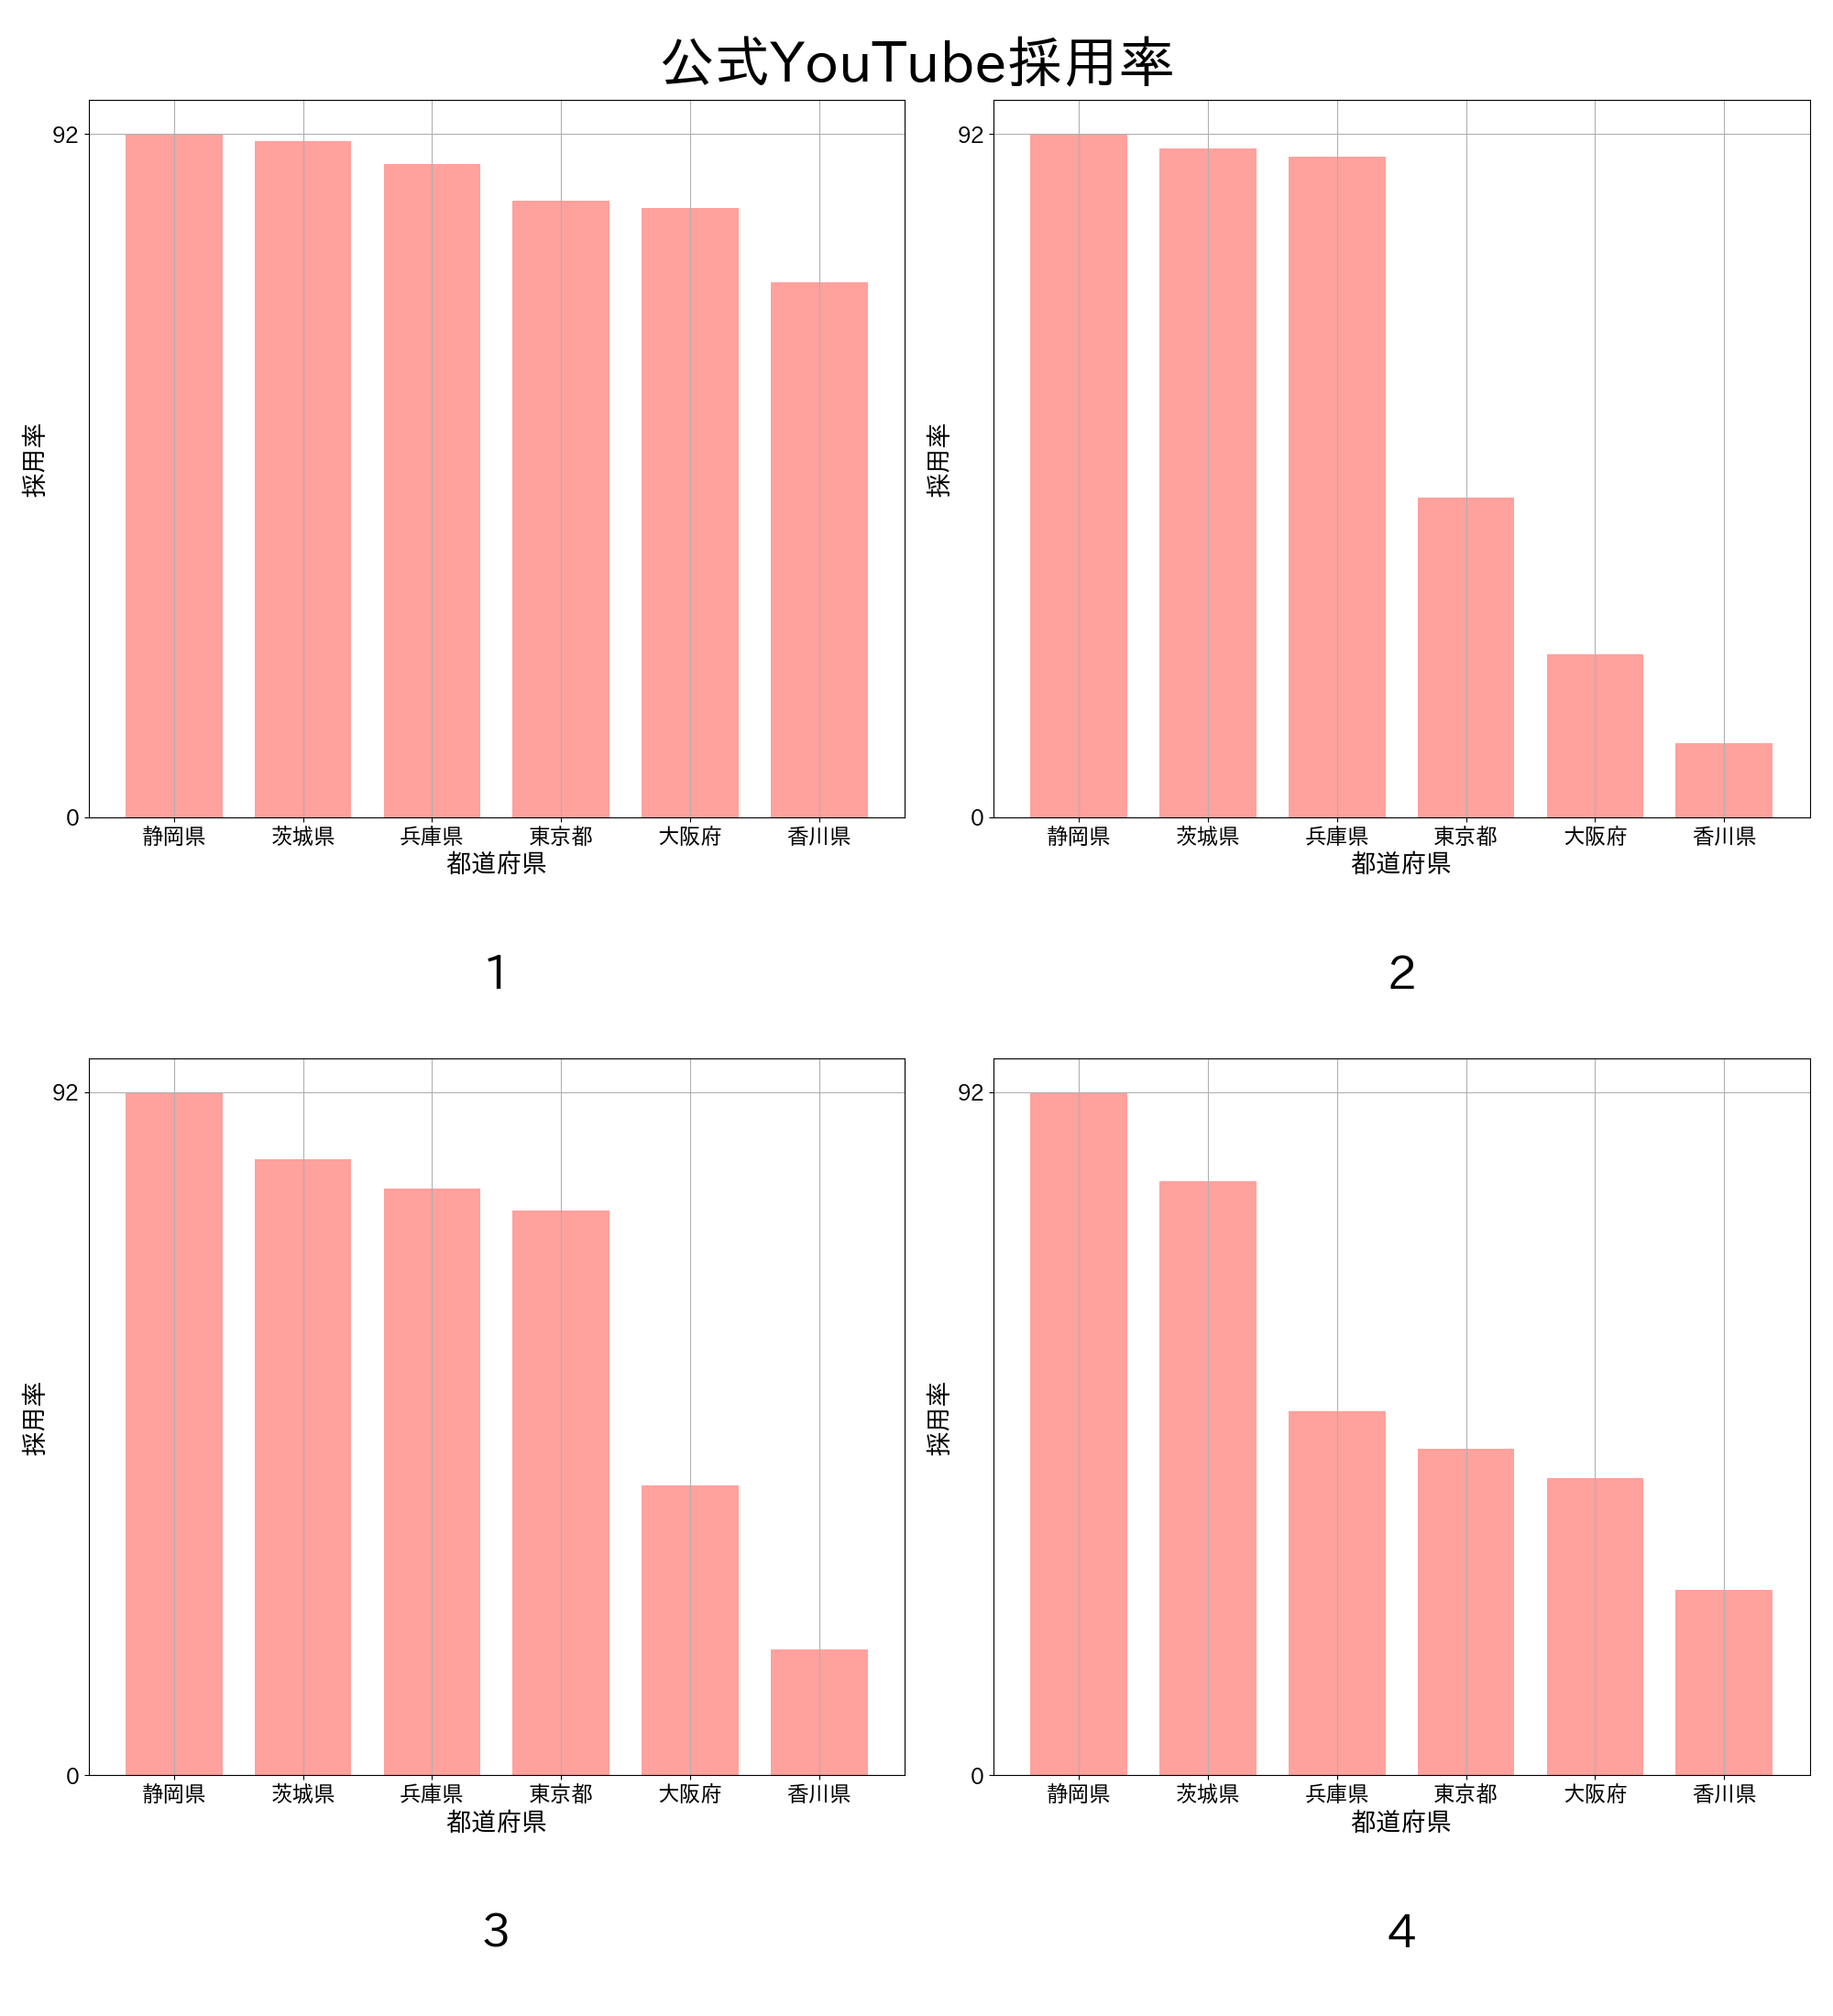 公式YouTube採用率
92
採用率
0
静岡県 茨城県 兵庫県 東京都 大阪府 香川県
都道府県
1
92
採用率
0
静岡県 茨城県 兵庫県 東京都 大阪府 香川県
都道府県
2
92
採用率
0
静岡県 茨城県 兵庫県 東京都 大阪府 香川県
都道府県
3
92
採用率
0
静岡県 茨城県 兵庫県 東京都 大阪府 香川県
都道府県
4